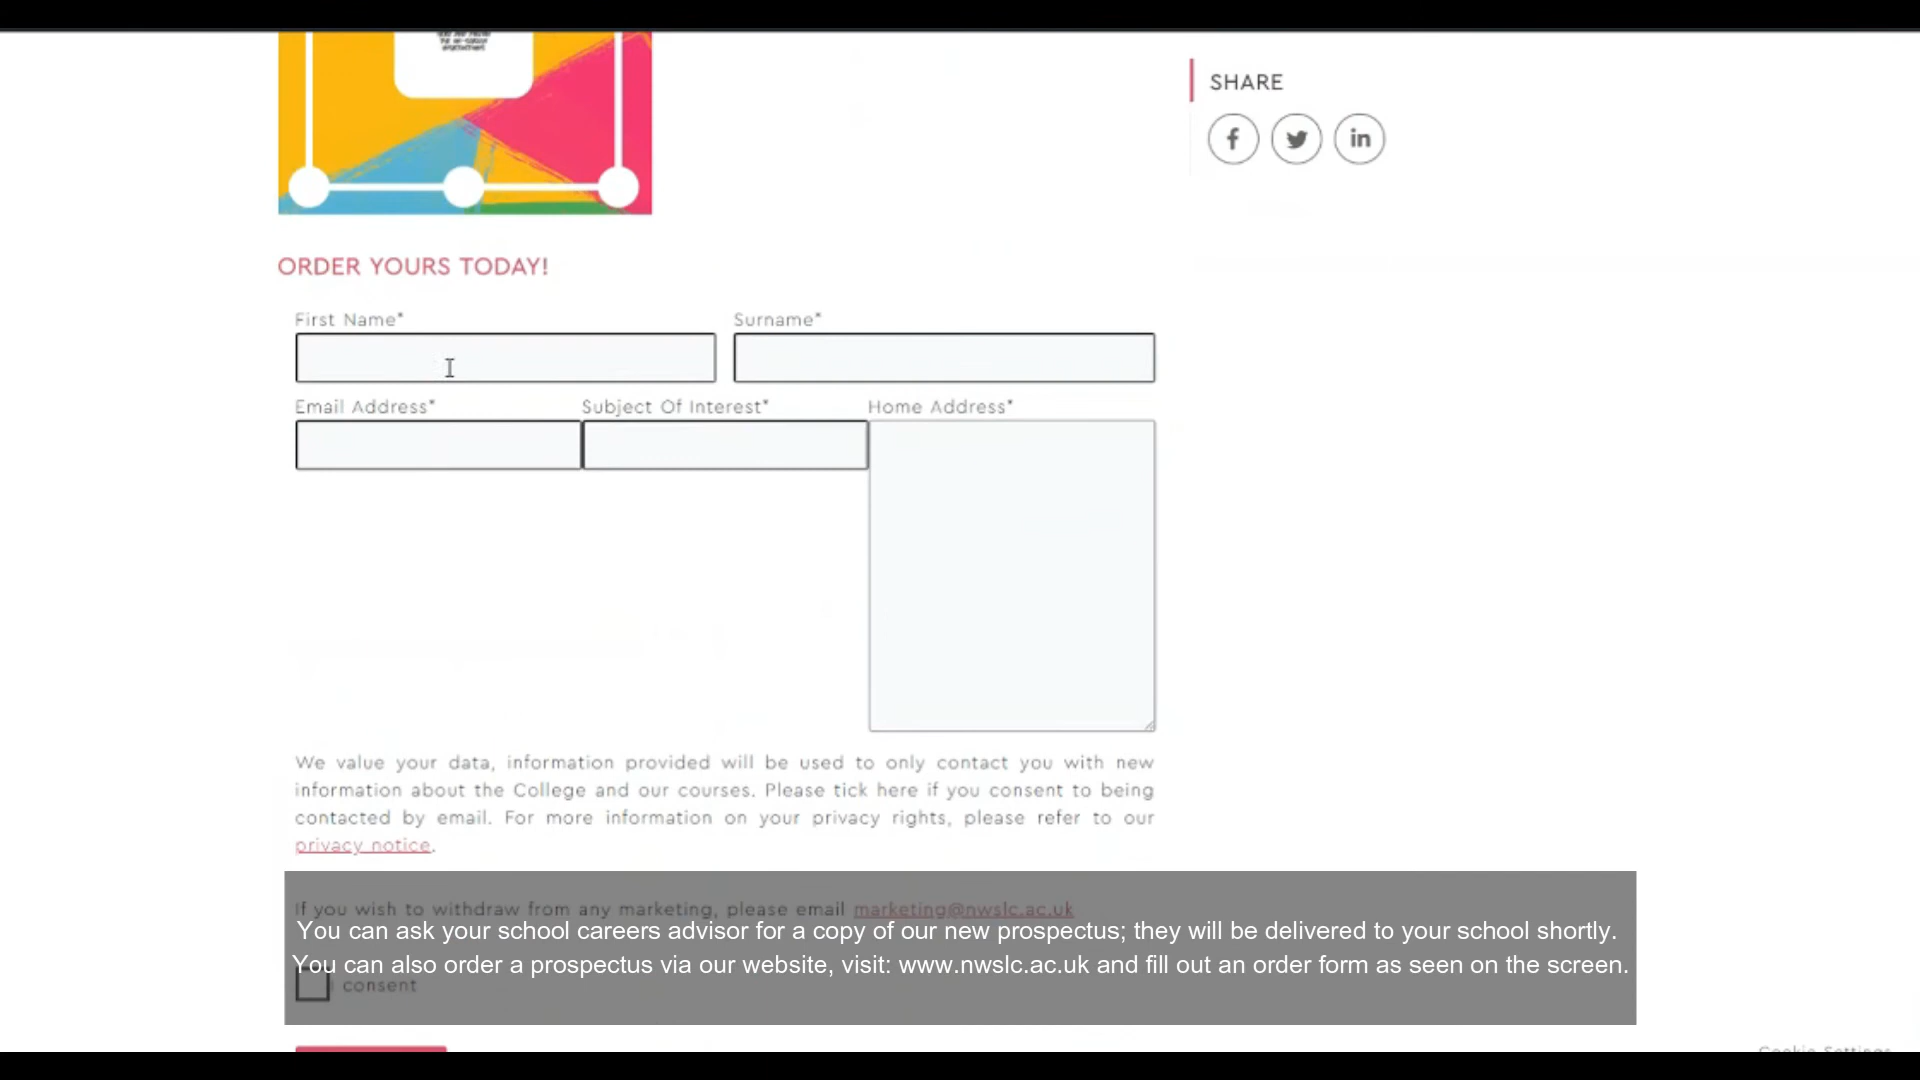 SHARE
ORDER YOURS TODAY!
First Name*
Surname*
Email Address*
Subject Of Interest*
Home Address*
We value your data, information provided will be used to only contact you with new
information about the College and our courses. Please tick here if you consent to being
contacted by email. For more information on your privacy rights, please refer to our
privacy notice.
If you wish to withdraw from any marketing, please email marketing@nwslc.ac.uk
You can ask your school careers advisor for a copy of our new prospectus; they will be delivered to your school shortly.
You can also order a prospectus via our website, visit: www.nwslc.ac.uk and fill out an order form as seen on the screen.
I consent
Cookie Settings